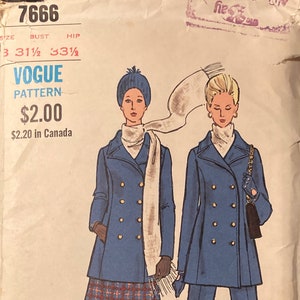 7666
SIZE BUST HIP
8 31½ 33½
VOGUE
PATTERN
$2.00
$2.20 in Canada